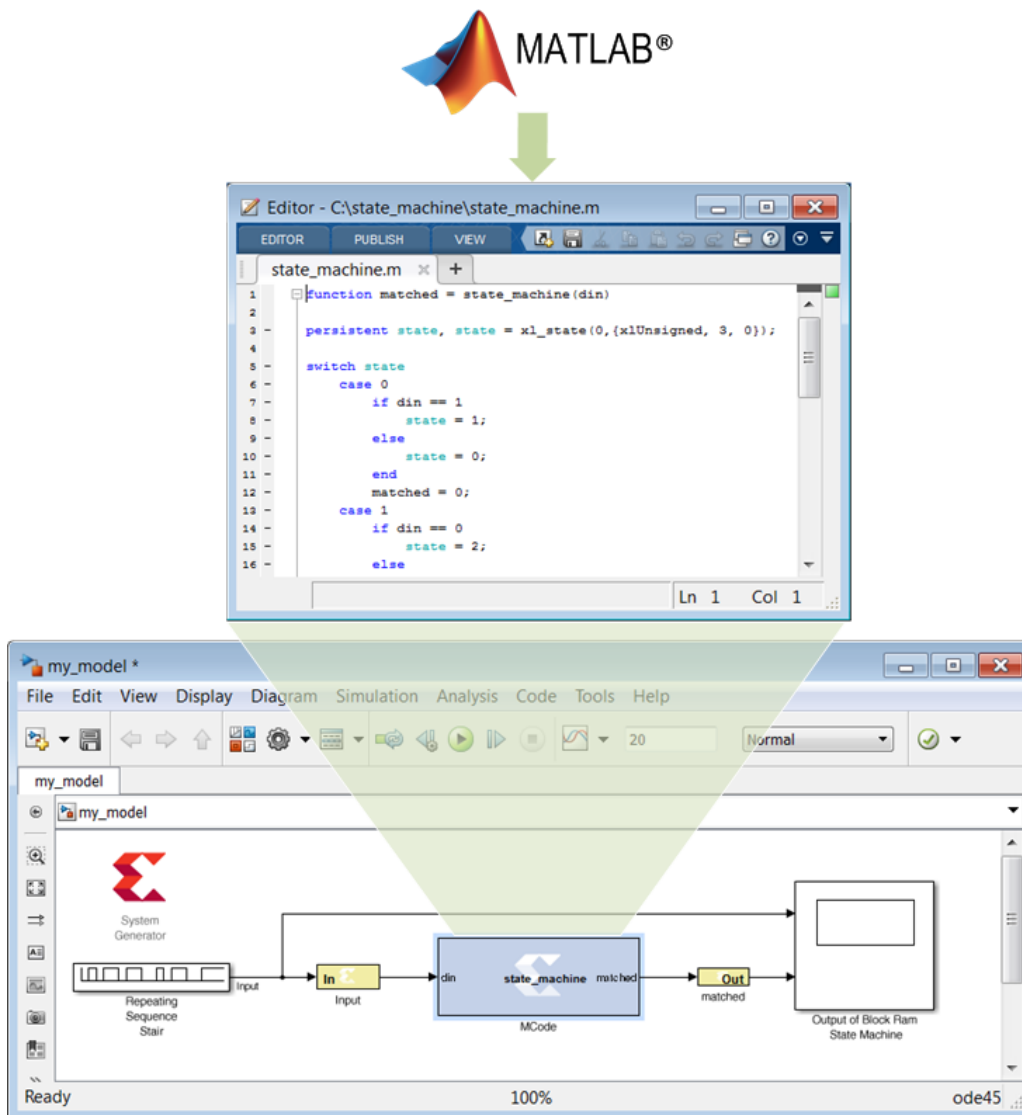 MATLAB®
Editor - C:\state_machine\state_machine.m
EDITOR PUBLISH VIEW
state_machine.m
1 function matched = state_machine(din)
2
3 - persistent state, state = xl_state(0,{xlUnsigned, 3, 0});
4
5 - switch state
6 - case 0
7 - if din == 1
8 - state = 1;
9 - else
10 - state = 0;
11 - end
12 - matched = 0;
13 - case 1
14 - if din == 0
15 - state = 2;
16 - else
Ln 1 Col 1
my_model *
File Edit View Display Diagram Simulation Analysis Code Tools Help
20 Normal
my_model
my_model
System
Generator
Input
Repeating
Sequence
Stair
In
Input
din state_machine matched
MCode
Out
matched
Output of Block Ram
State Machine
Ready 100% ode45